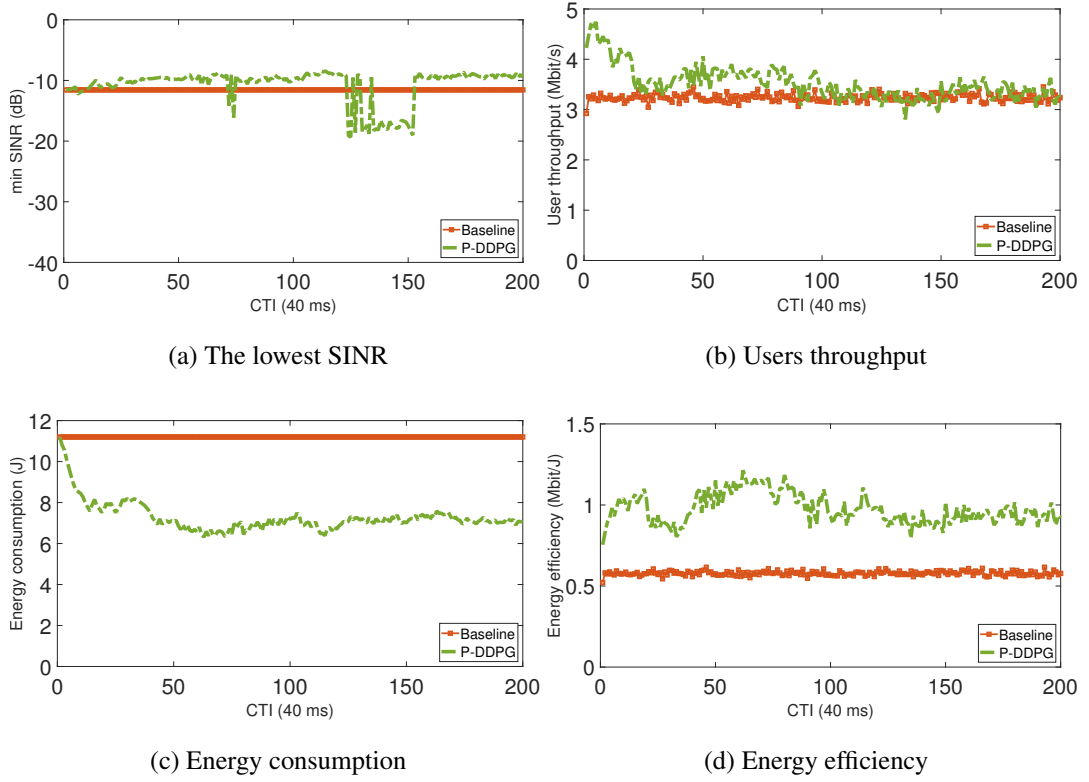 0
-10
-20
-30
-40
min SINR (dB)
0 50 100 150 200
CTI (40 ms)
Baseline
P-DDPG
(a) The lowest SINR
5
4
3
2
1
0
User throughput (Mbit/s)
0 50 100 150 200
CTI (40 ms)
Baseline
P-DDPG
(b) Users throughput
12
10
8
6
4
2
0
Energy consumption (J)
0 50 100 150 200
CTI (40 ms)
Baseline
P-DDPG
(c) Energy consumption
1.5
1
0.5
0
Energy efficiency (Mbit/J)
0 50 100 150 200
CTI (40 ms)
Baseline
P-DDPG
(d) Energy efficiency